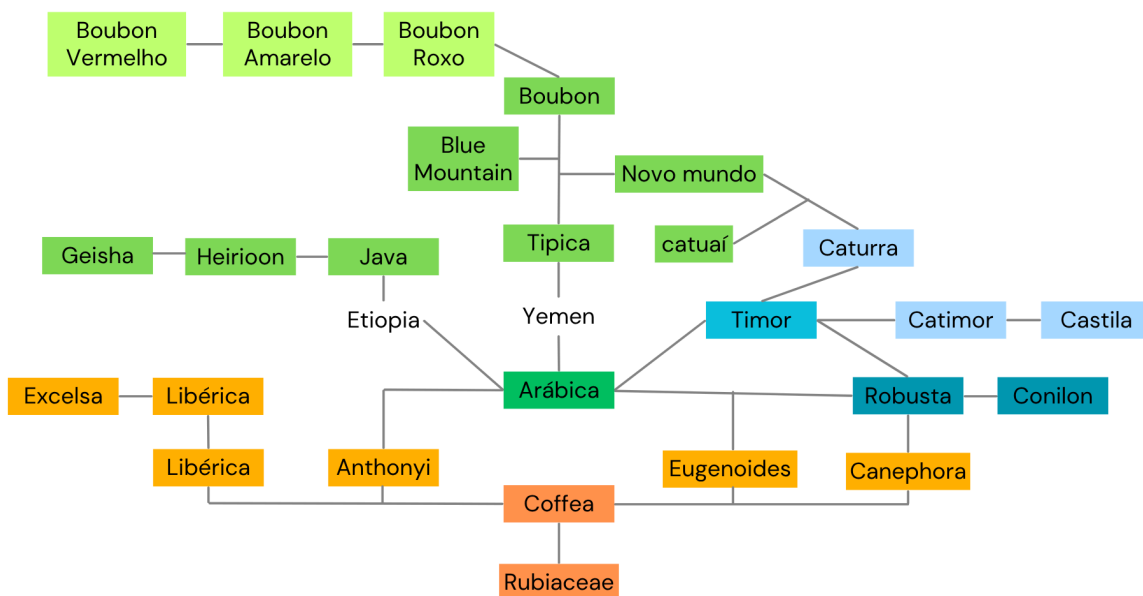 Boubon
Vermelho
Boubon
Amarelo
Boubon
Roxo
Boubon
Blue
Mountain
Novo mundo
Tipica
catuaí
Caturra
Geisha
Heirioon
Java
Etiopia
Yemen
Timor
Catimor
Castila
Excelsa
Libérica
Arábica
Robusta
Conilon
Libérica
Anthonyi
Eugenoides
Canephora
Coffea
Rubiaceae